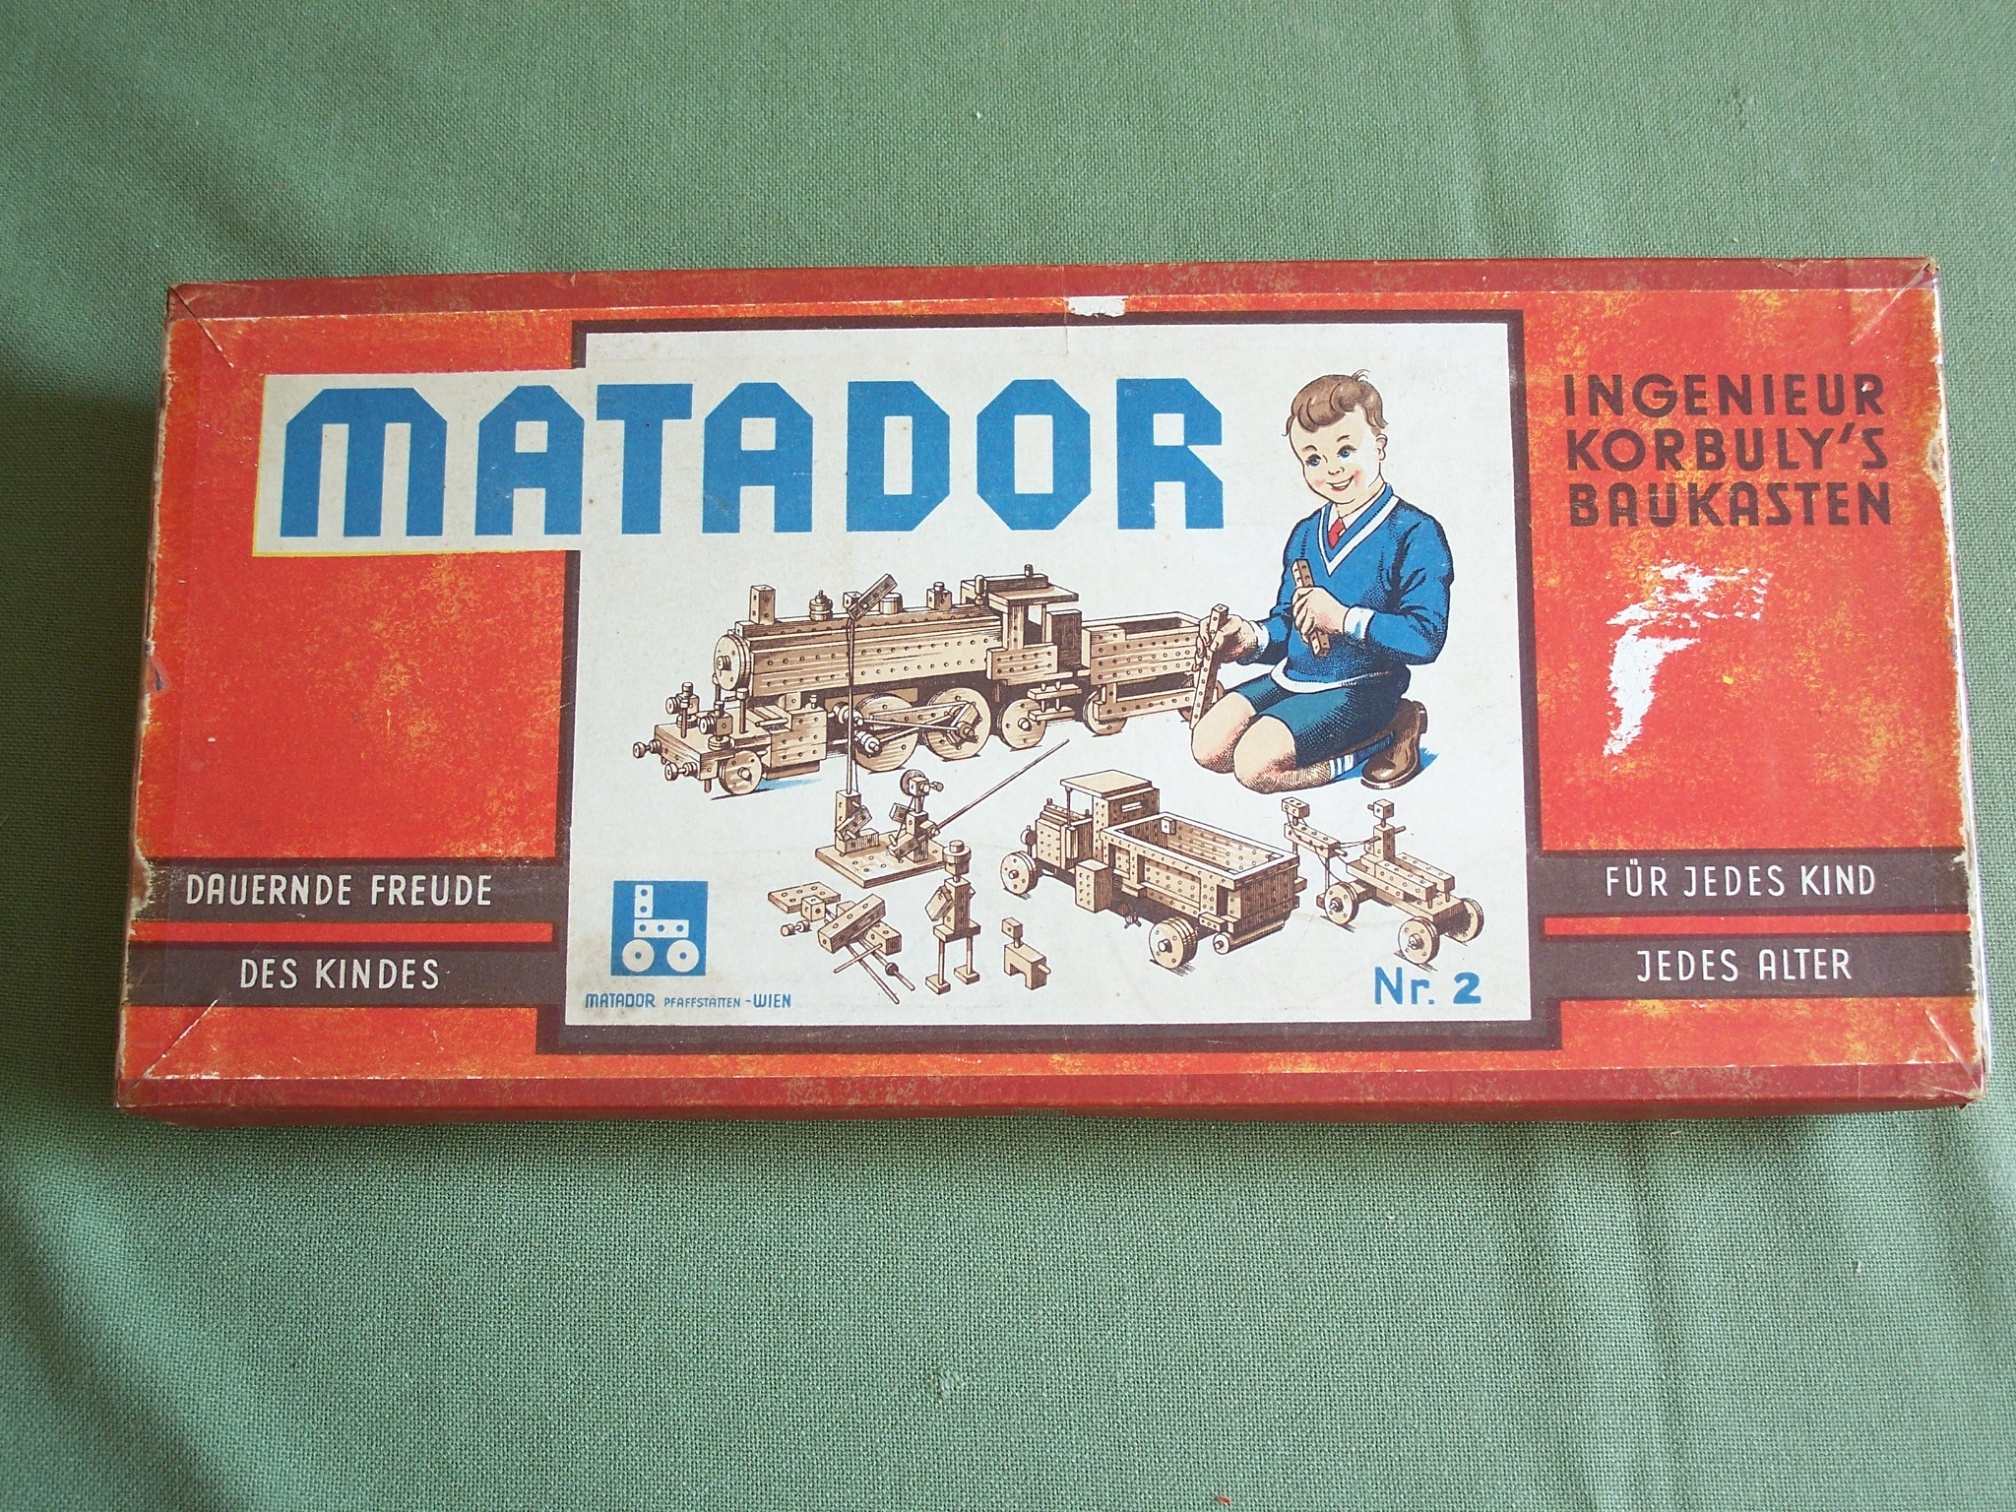 MATADOR
INGENIEUR
KORBULY'S
BAUKASTEN
DAUERNDE FREUDE
DES KINDES
FÜR JEDES KIND
JEDES ALTER
MATADOR PFAFFSTÄTTEN - WIEN
Nr. 2